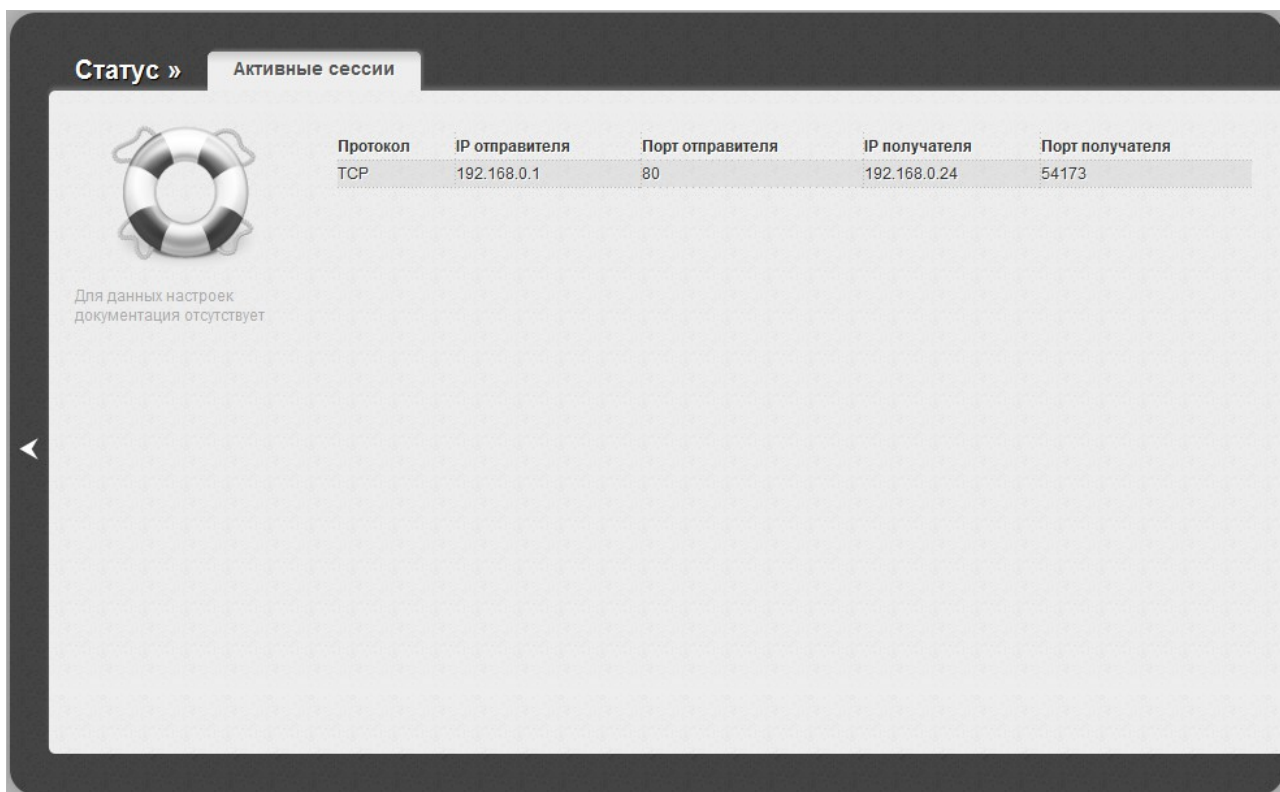 Статус » Активные сессии
Протокол IP отправителя Порт отправителя IP получателя Порт получателя
TCP 192.168.0.1 80 192.168.0.24 54173
Для данных настроек
документация отсутствует